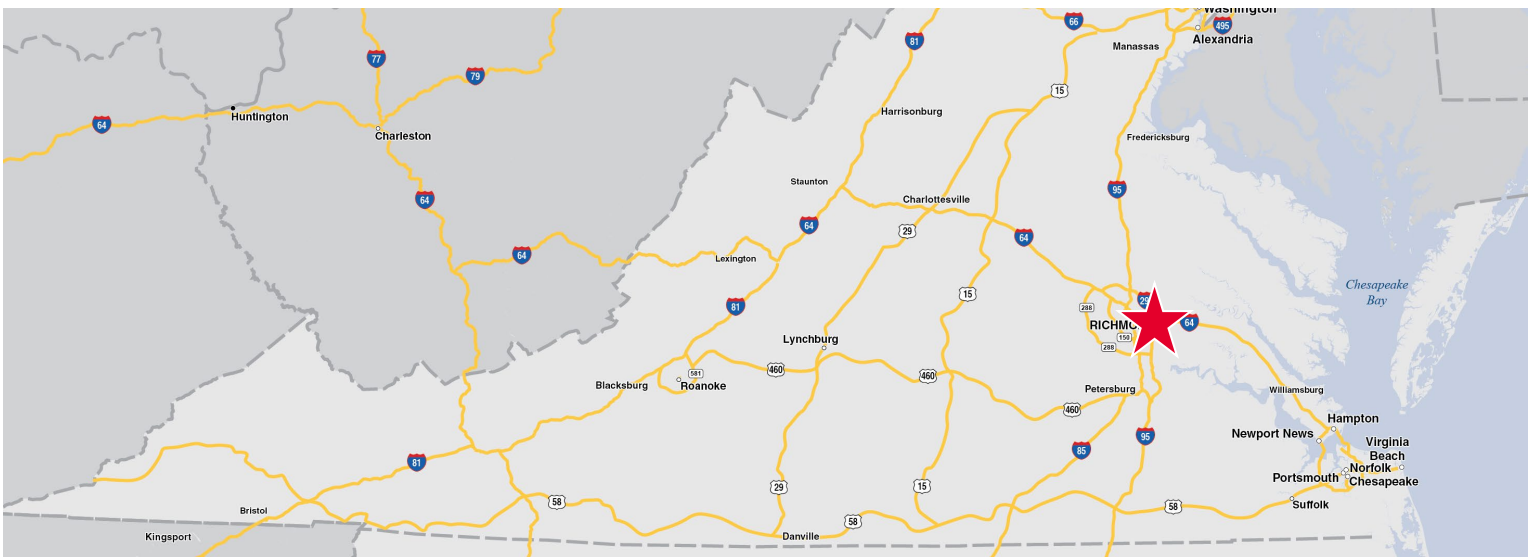 Washington
66
495
Alexandria
81
Manassas
77
79
15
Harrisonburg
Huntington
64
Charleston
Fredericksburg
Staunton
95
64
Charlottesville
64
29
64
64
Lexington
Chesapeake
Bay
15
81
288
RICHM
64
150
Lynchburg
288
460
581
460
Blacksburg
Roanoke
Petersburg
Williamsburg
460
Hampton
Newport News
95
Virginia
Beach
85
81
Norfolk
Portsmouth
Chesapeake
29
15
58
Suffolk
58
Bristol
58
Danville
Kingsport